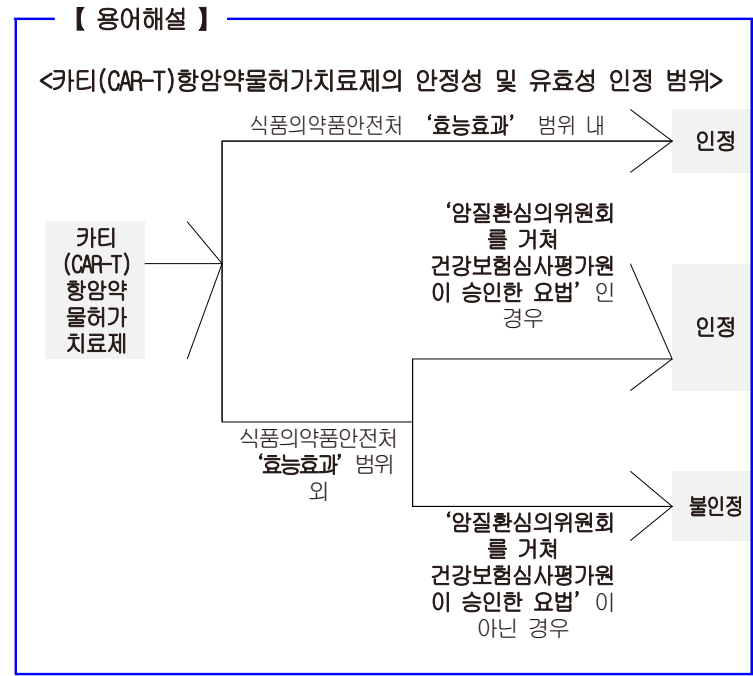 【 용어해설 】
<카티(CAR-T)항암약물허가치료제의 안정성 및 유효성 인정 범위>
식품의약품안전처 ‘효능효과’ 범위 내
인정
카티
(CAR-T)
항암약
물허가
치료제
‘암질환심의위원회
를 거쳐
건강보험심사평가원
이 승인한 요법’ 인
경우
인정
식품의약품안전처
‘효능효과’ 범위
외
‘암질환심의위원회
를 거쳐
건강보험심사평가원
이 승인한 요법’ 이
아닌 경우
불인정